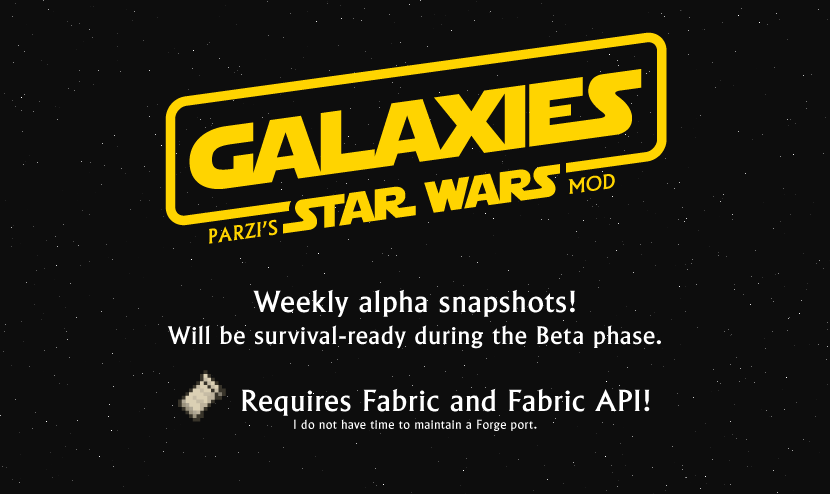 GALAXIES
PARZI'S STAR WARS MOD
Weekly alpha snapshots!
Will be survival-ready during the Beta phase.
Requires Fabric and Fabric API!
I do not have time to maintain a Forge port.